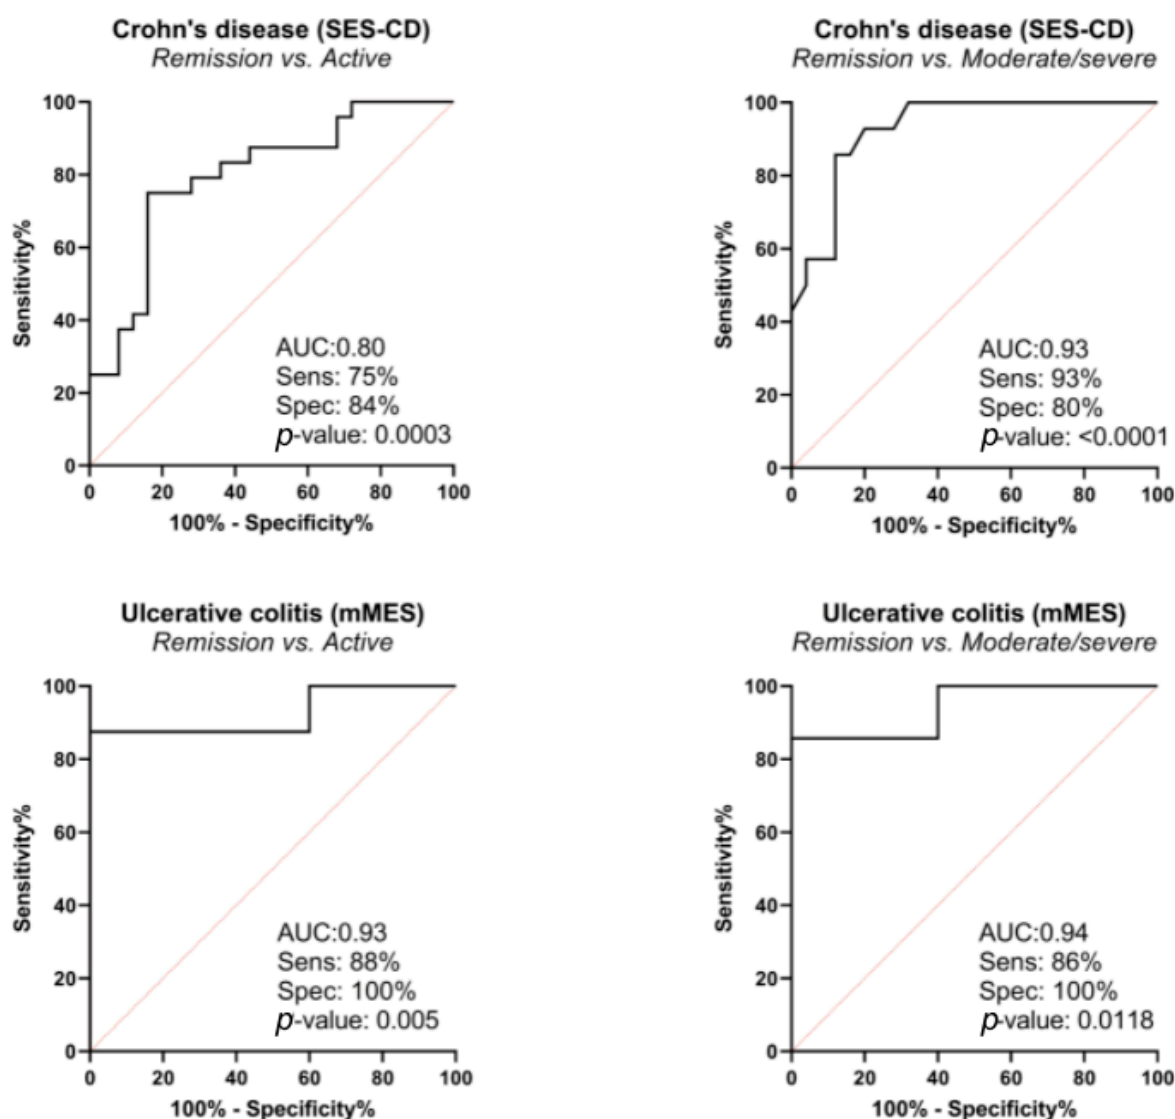 Crohn's disease (SES-CD)
Remission vs. Active
100
80
60
40
20
0
Sensitivity%
AUC:0.80
Sens: 75%
Spec: 84%
p-value: 0.0003
0 20 40 60 80 100
100% - Specificity%
Crohn's disease (SES-CD)
Remission vs. Moderate/severe
100
80
60
40
20
0
Sensitivity%
AUC:0.93
Sens: 93%
Spec: 80%
p-value: <0.0001
0 20 40 60 80 100
100% - Specificity%
Ulcerative colitis (mMES)
Remission vs. Active
100
80
60
40
20
0
Sensitivity%
AUC:0.93
Sens: 88%
Spec: 100%
p-value: 0.005
0 20 40 60 80 100
100% - Specificity%
Ulcerative colitis (mMES)
Remission vs. Moderate/severe
100
80
60
40
20
0
Sensitivity%
AUC:0.94
Sens: 86%
Spec: 100%
p-value: 0.0118
0 20 40 60 80 100
100% - Specificity%